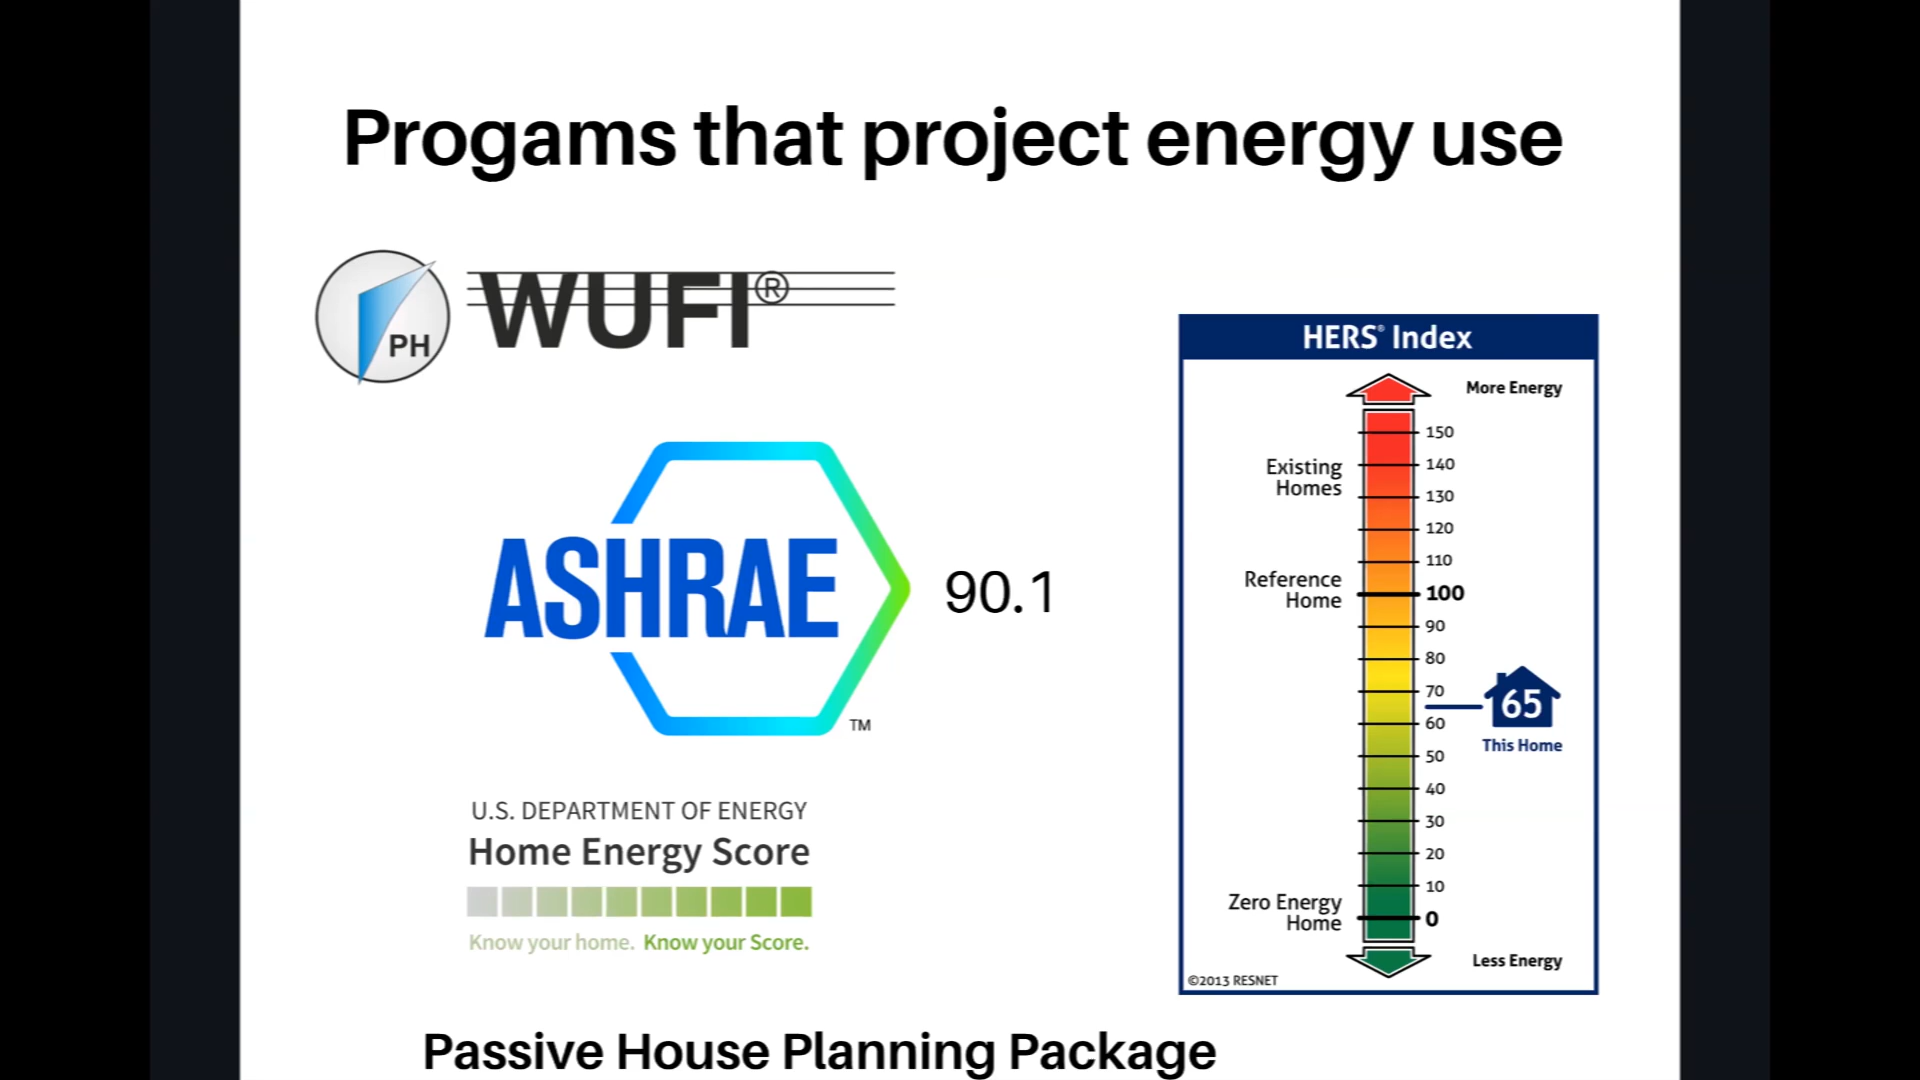 Progams that project energy use
PH
WUFI®
ASHRAE
TM
90.1
U.S. DEPARTMENT OF ENERGY
Home Energy Score
Know your home. Know your Score.
HERS® Index
More Energy
150
Existing
Homes
140
130
120
110
Reference
Home
100
90
80
70
65
This Home
60
50
40
30
20
10
Zero Energy
Home
0
Less Energy
©2013 RESNET
Passive House Planning Package